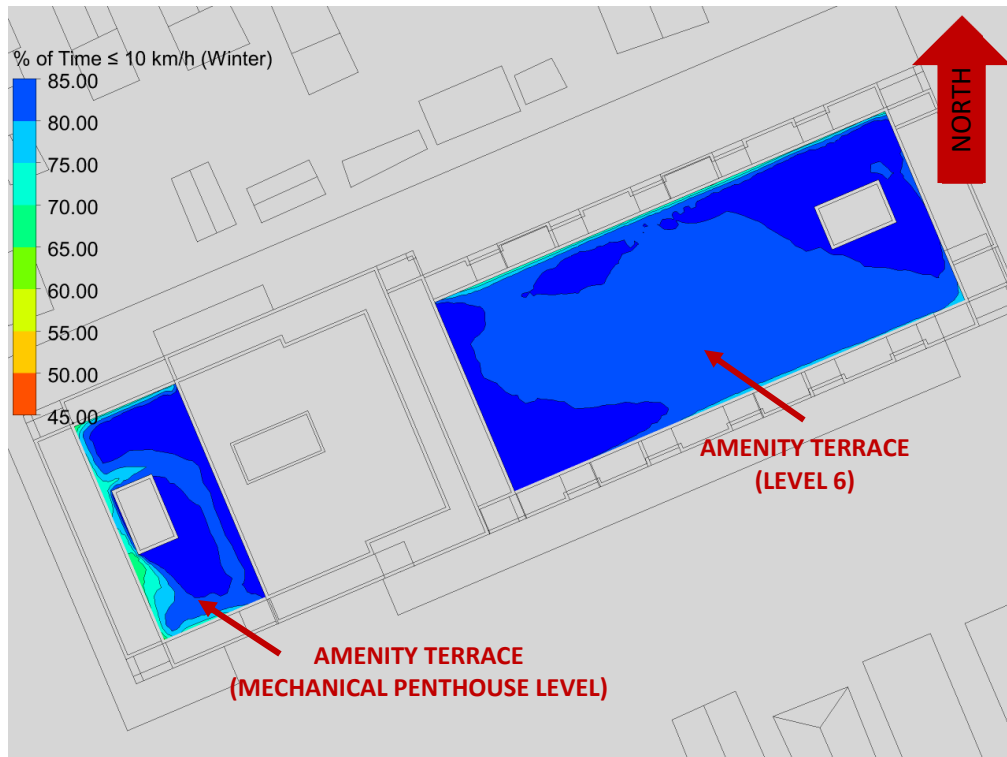 % of Time ≤ 10 km/h (Winter)
85.00
80.00
75.00
70.00
65.00
60.00
55.00
50.00
45.00
NORTH
AMENITY TERRACE
(LEVEL 6)
AMENITY TERRACE
(MECHANICAL PENTHOUSE LEVEL)